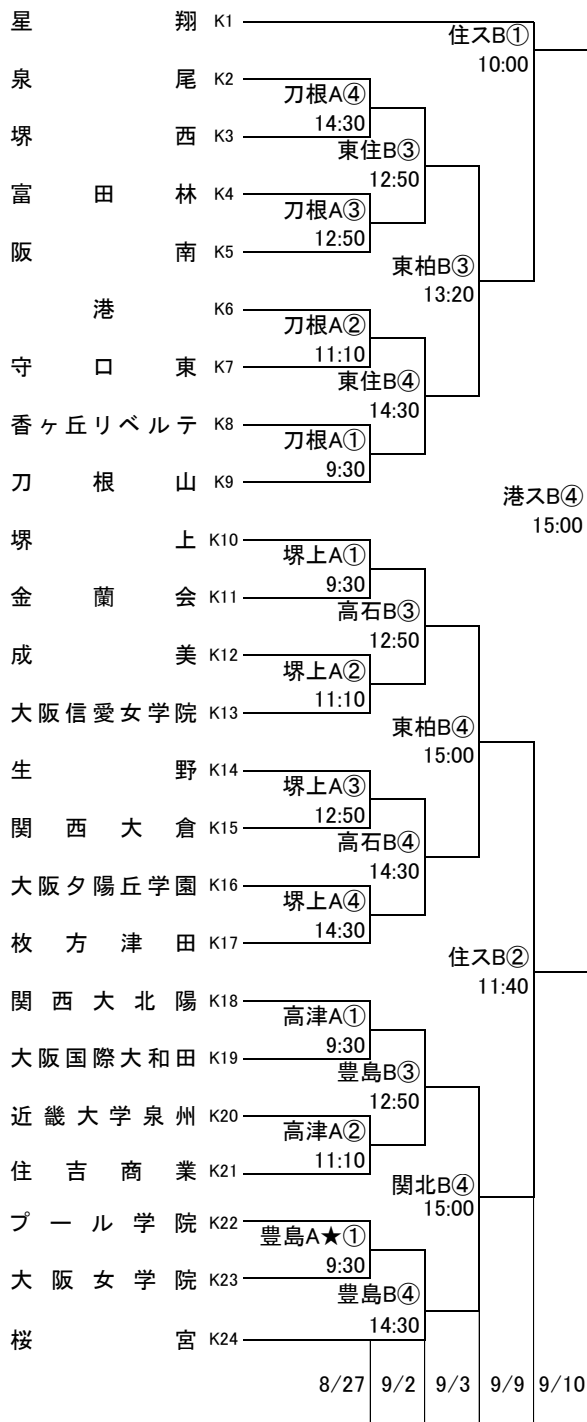 星翔 K1
住スB①
10:00
泉尾 K2
刀根A④
14:30
堺西 K3
東住B③
12:50
富田林 K4
刀根A③
12:50
阪南 K5
東柏B③
13:20
港 K6
刀根A②
11:10
守口東 K7
東住B④
14:30
香ヶ丘リベルテ K8
刀根A①
9:30
刀根山 K9
港スB④
15:00
堺上 K10
堺上A①
9:30
金蘭会 K11
高石B③
12:50
成美 K12
堺上A②
11:10
大阪信愛女学院 K13
東柏B④
15:00
生野 K14
堺上A③
12:50
関西大倉 K15
高石B④
14:30
大阪夕陽丘学園 K16
堺上A④
14:30
枚方津田 K17
住スB②
11:40
関西大北陽 K18
高津A①
9:30
大阪国際大和田 K19
豊島B③
12:50
近畿大学泉州 K20
高津A②
11:10
住吉商業 K21
関北B④
15:00
プール学院 K22
豊島A★①
9:30
大阪女学院 K23
豊島B④
14:30
桜宮 K24
8/27 9/2 9/3 9/9 9/10